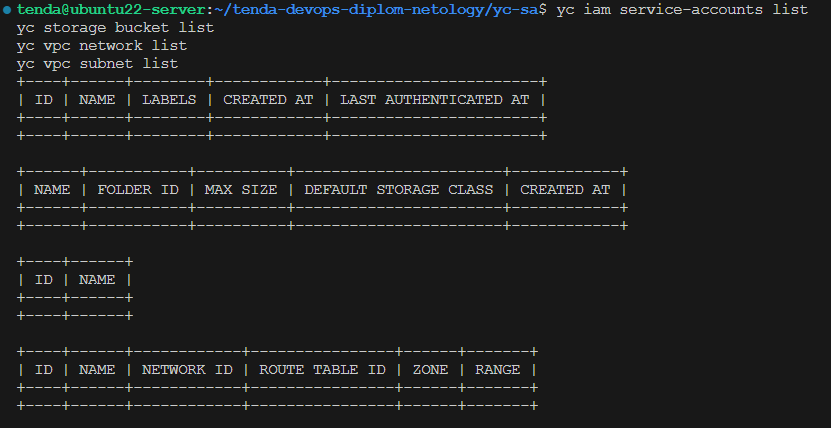 tenda@ubuntu22-server:~/tenda-devops-diplom-netology/yc-sa$ yc iam service-accounts list
yc storage bucket list
yc vpc network list
yc vpc subnet list
+----+------+--------+------------+-----------------------+
| ID | NAME | LABELS | CREATED AT | LAST AUTHENTICATED AT |
+----+------+--------+------------+-----------------------+
+----+------+--------+------------+-----------------------+

+------+-----------+----------+-----------------------+------------+
| NAME | FOLDER ID | MAX SIZE | DEFAULT STORAGE CLASS | CREATED AT |
+------+-----------+----------+-----------------------+------------+
+------+-----------+----------+-----------------------+------------+

+----+------+
| ID | NAME |
+----+------+
+----+------+

+----+------+------------+----------------+------+-------+
| ID | NAME | NETWORK ID | ROUTE TABLE ID | ZONE | RANGE |
+----+------+------------+----------------+------+-------+
+----+------+------------+----------------+------+-------+